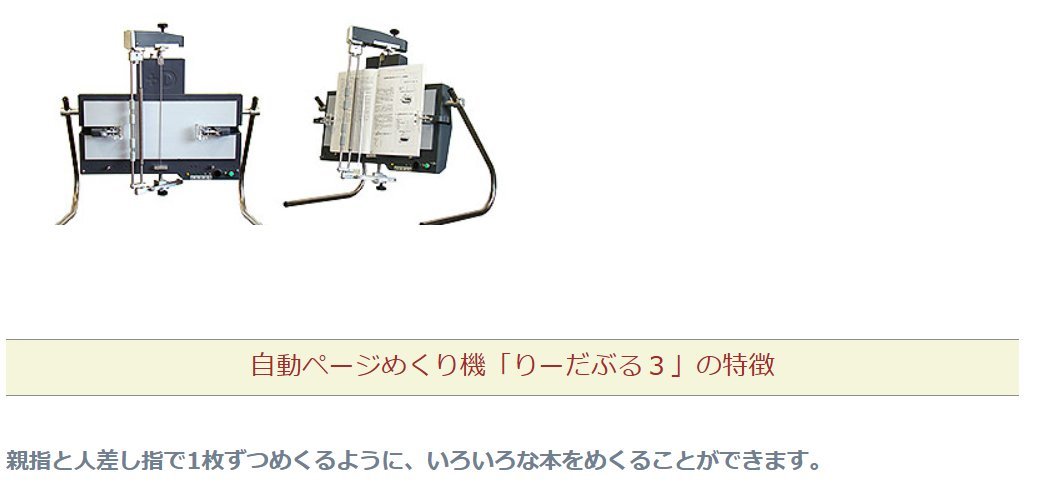 自動ページめくり機「りーだぶる３」の特徴
親指と人差し指で1枚ずつめくるように、いろいろな本をめくることができます。